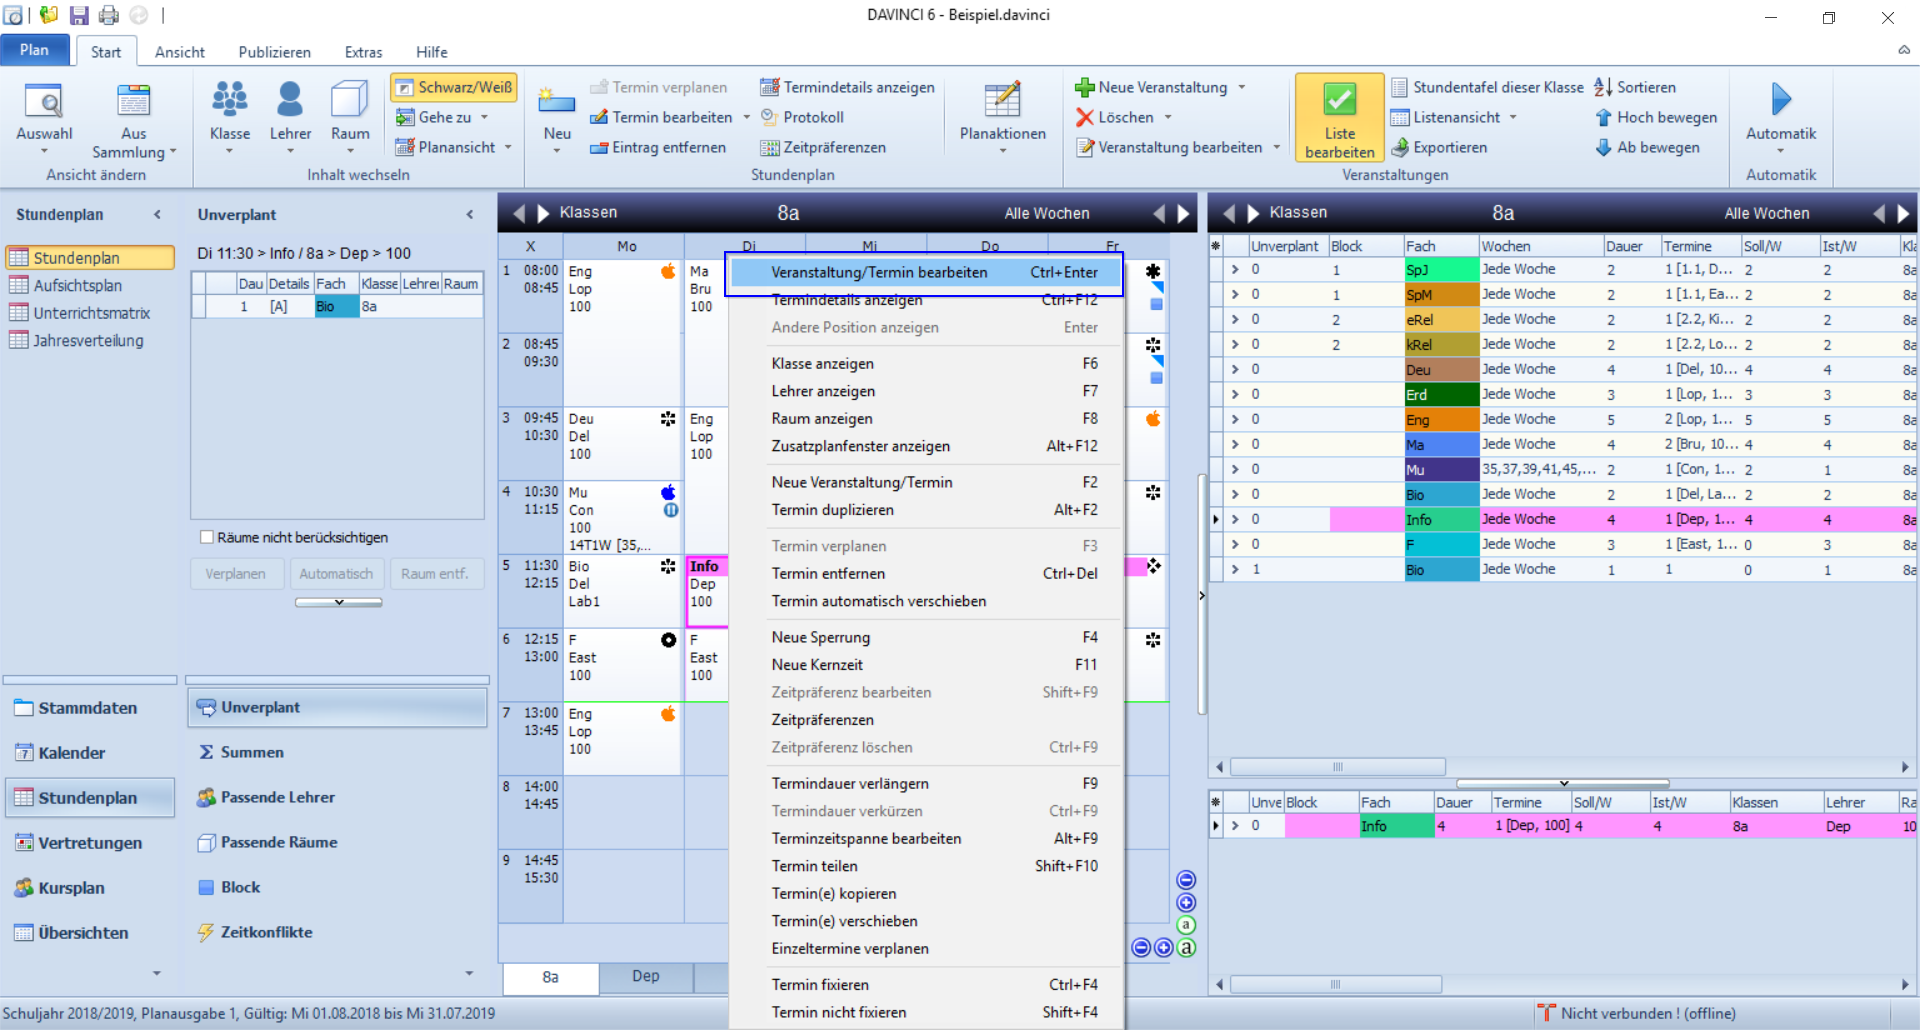 DAVINCI 6 - Beispiel.davinci
Plan Start Ansicht Publizieren Extras Hilfe
Auswahl
Aus Sammlung
Ansicht ändern
Klasse Lehrer Raum
Schwarz/Weiß
Gehe zu
Planansicht
Inhalt wechseln
Neu
Termin verplanen
Termin bearbeiten
Eintrag entfernen
Termindetails anzeigen
Protokoll
Zeitpräferenzen
Planaktionen
Stundenplan
Neue Veranstaltung
Löschen
Veranstaltung bearbeiten
Liste bearbeiten
Stundentafel dieser Klasse
Listenansicht
Exportieren
Sortieren
Hoch bewegen
Ab bewegen
Veranstaltungen
Automatik
Automatik
Stundenplan
Stundenplan
Aufsichtsplan
Unterrichtsmatrix
Jahresverteilung
Stammdaten
Kalender
Stundenplan
Vertretungen
Kursplan
Übersichten
Unverplant
Di 11:30 > Info / 8a > Dep > 100
Dau Details Fach Klasse Lehrer Raum
1 [A] Bio 8a
Räume nicht berücksichtigen
Verplanen Automatisch Raum entf.
Unverplant
Summen
Passende Lehrer
Passende Räume
Block
Zeitkonflikte
Klassen 8a Alle Wochen
X Mo Di Mi Do Fr
1 08:00 08:45 Eng Lop 100 Ma Bru 100
2 08:45 09:30
3 09:45 10:30 Deu Del 100 Eng Lop 100
4 10:30 11:15 Mu Con 100 14T1W [35,...
5 11:30 12:15 Bio Del Lab1 Info Dep 100
6 12:15 13:00 F East 100 F East 100
7 13:00 13:45 Eng Lop 100
8 14:00 14:45
9 14:45 15:30
8a Dep
a
a
Veranstaltung/Termin bearbeiten Ctrl+Enter
Termindetails anzeigen Ctrl+F12
Andere Position anzeigen Enter
Klasse anzeigen F6
Lehrer anzeigen F7
Raum anzeigen F8
Zusatzplanfenster anzeigen Alt+F12
Neue Veranstaltung/Termin F2
Termin duplizieren Alt+F2
Termin verplanen F3
Termin entfernen Ctrl+Del
Termin automatisch verschieben
Neue Sperrung F4
Neue Kernzeit F11
Zeitpräferenz bearbeiten Shift+F9
Zeitpräferenzen
Zeitpräferenz löschen Ctrl+F9
Termindauer verlängern F9
Termindauer verkürzen Ctrl+F9
Terminzeitspanne bearbeiten Alt+F9
Termin teilen Shift+F10
Termin(e) kopieren
Termin(e) verschieben
Einzeltermine verplanen
Termin fixieren Ctrl+F4
Termin nicht fixieren Shift+F4
Klassen 8a Alle Wochen
Unverplant Block Fach Wochen Dauer Termine Soll/W Ist/W Kla
0 1 SpJ Jede Woche 2 1 [1.1, D... 2 2 8a
0 1 SpM Jede Woche 2 1 [1.1, Ea... 2 2 8a
0 2 eRel Jede Woche 2 1 [2.2, Ki... 2 2 8a
0 2 kRel Jede Woche 2 1 [2.2, Lo... 2 2 8a
0 Deu Jede Woche 4 1 [Del, 10... 4 4 8a
0 Erd Jede Woche 3 1 [Lop, 1... 3 3 8a
0 Eng Jede Woche 5 2 [Lop, 1... 5 5 8a
0 Ma Jede Woche 4 2 [Bru, 10... 4 4 8a
0 Mu 35,37,39,41,45,... 2 1 [Con, 1... 2 1 8a
0 Bio Jede Woche 2 1 [Del, La... 2 2 8a
0 Info Jede Woche 4 1 [Dep, 1... 4 4 8a
0 F Jede Woche 3 1 [East, 1... 0 3 8a
1 Bio Jede Woche 1 1 0 1 8a
Unve Block Fach Dauer Termine Soll/W Ist/W Klassen Lehrer Ra
0 Info 4 1 [Dep, 100] 4 4 8a Dep 10
Schuljahr 2018/2019, Planausgabe 1, Gültig: Mi 01.08.2018 bis Mi 31.07.2019
Nicht verbunden ! (offline)